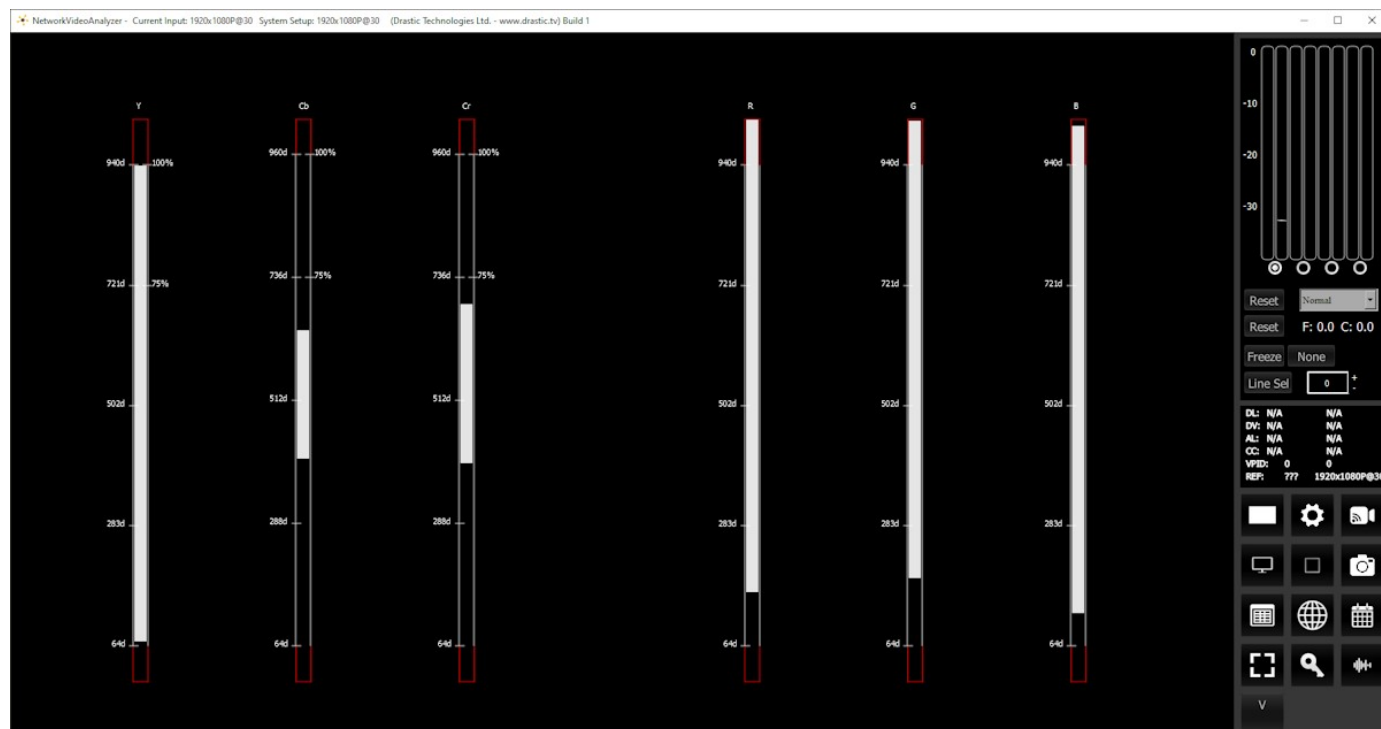 NetworkVideoAnalyzer - Current Input: 1920x1080P@30 System Setup: 1920x1080P@30 (Drastic Technologies Ltd. - www.drastic.tv) Build 1
Y Cb Cr R G B
940d 100% 960d 100% 960d 100% 940d 940d 940d
721d 75% 736d 75% 736d 75% 721d 721d 721d
502d 512d 512d 502d 502d 502d
283d 288d 288d 283d 283d 283d
64d 64d 64d 64d 64d 64d
0
-10
-20
-30
Reset Normal
Reset F: 0.0 C: 0.0
Freeze None
Line Sel 0 + -
DL: N/A N/A
DV: N/A N/A
AL: N/A N/A
CC: N/A N/A
VPID: 0 0
REF: ??? 1920x1080P@30
V